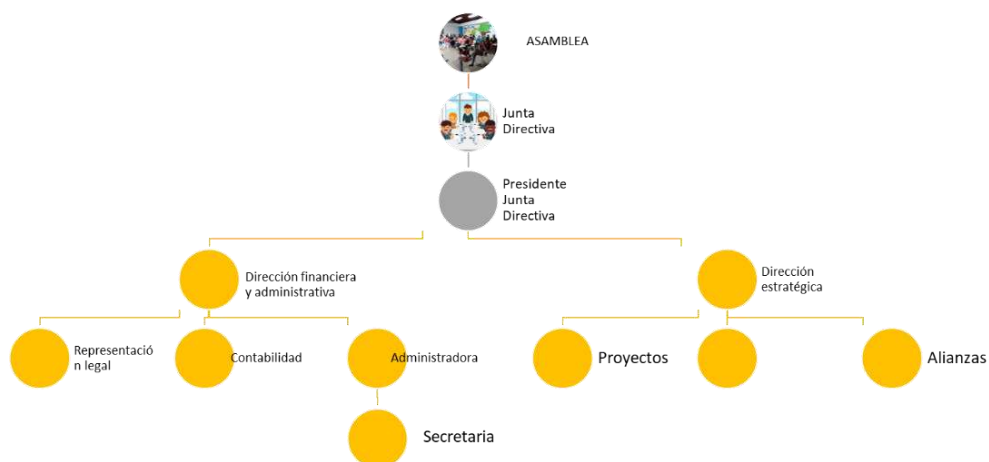 ASAMBLEA
Junta
Directiva
Presidente
Junta
Directiva
Dirección financiera
y administrativa
Dirección
estratégica
Representació
n legal
Contabilidad
Administradora
Proyectos
Alianzas
Secretaria